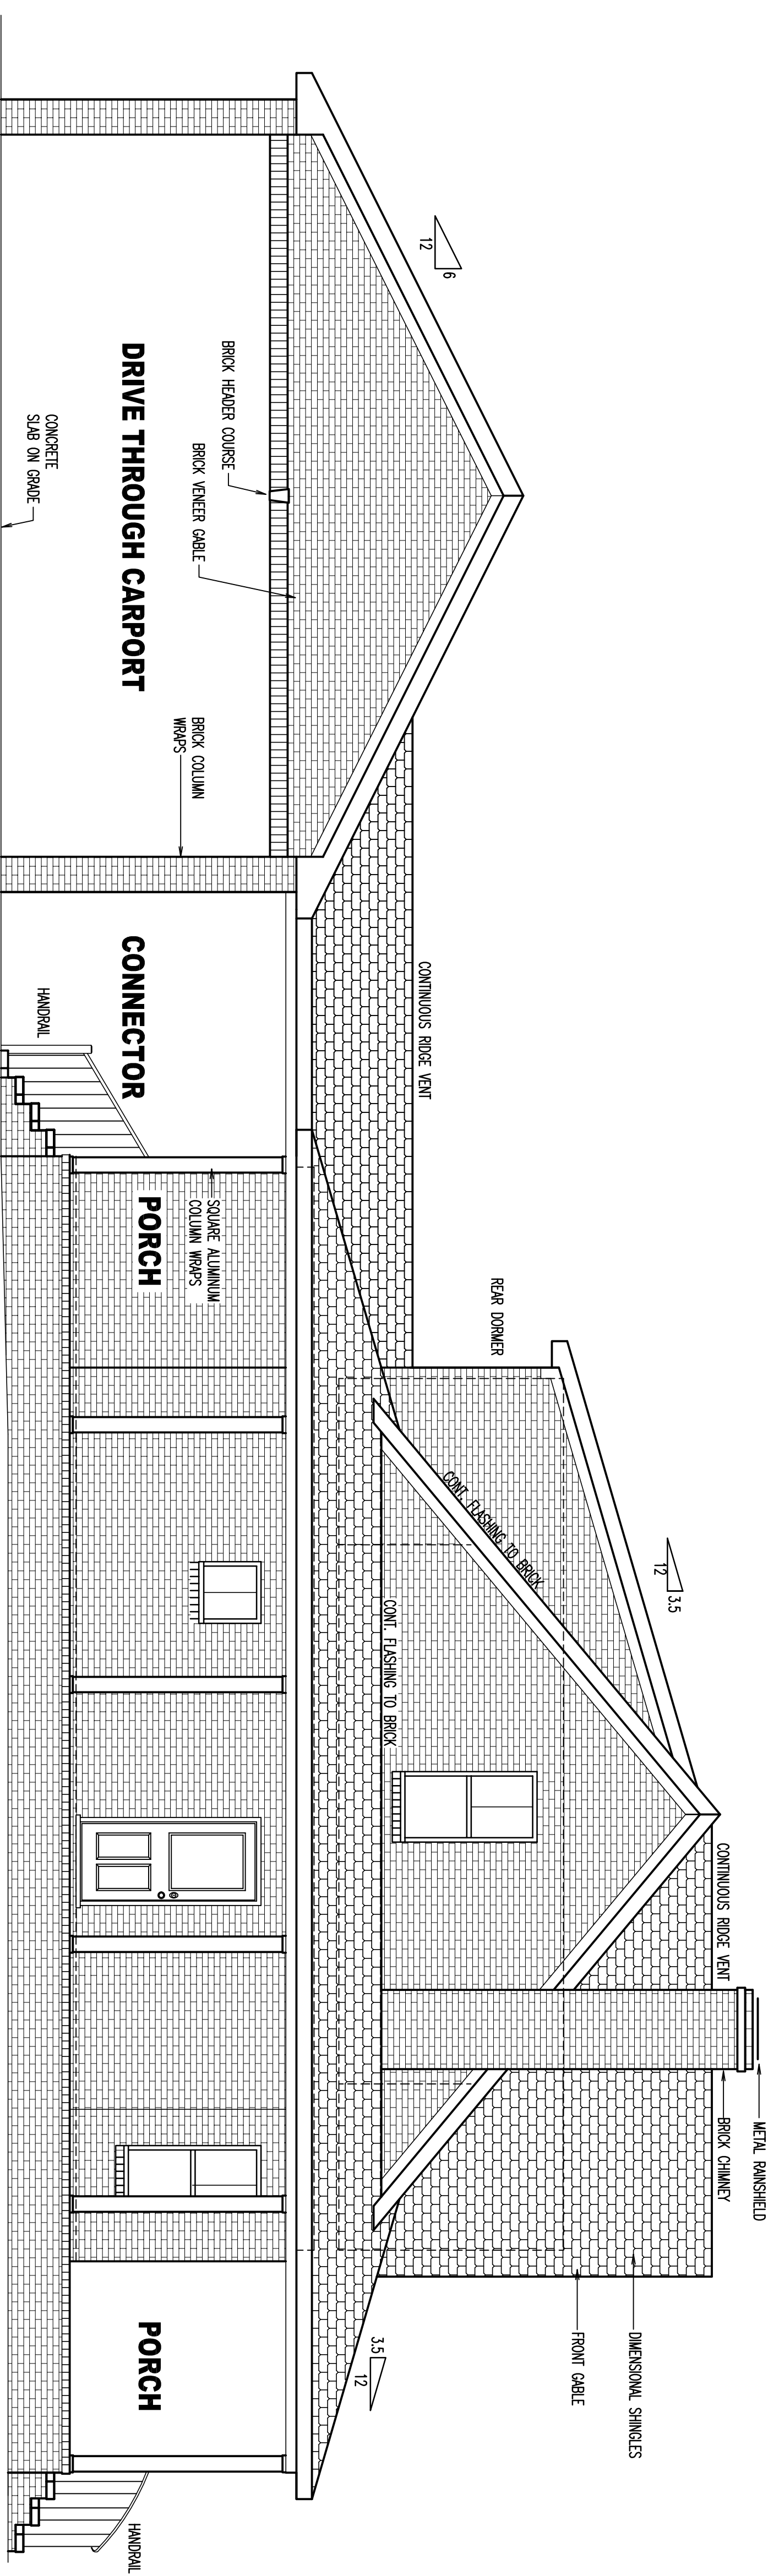 METAL RAINSHIELD
BRICK CHIMNEY
CONTINUOUS RIDGE VENT
3.5
12
DIMENSIONAL SHINGLES
FRONT GABLE
CONT. FLASHING TO BRICK
REAR DORMER
6
12
CONTINUOUS RIDGE VENT
CONT. FLASHING TO BRICK
3.5
12
BRICK HEADER COURSE
BRICK VENEER GABLE
BRICK COLUMN
WRAPS
SQUARE ALUMINUM
COLUMN WRAPS
DRIVE THROUGH CARPORT
CONNECTOR
PORCH
PORCH
CONCRETE
SLAB ON GRADE
HANDRAIL
HANDRAIL